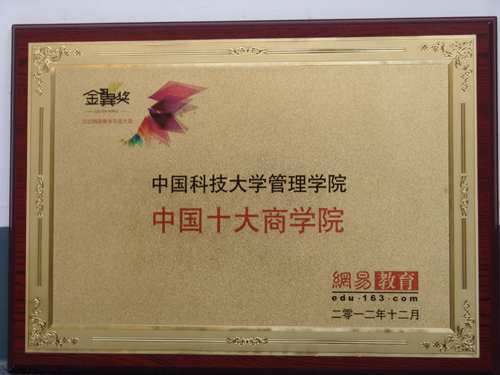 金翼奖
中国科技大学管理学院
中国十大商学院
網易教育
edu·163·com
二零一二年十二月